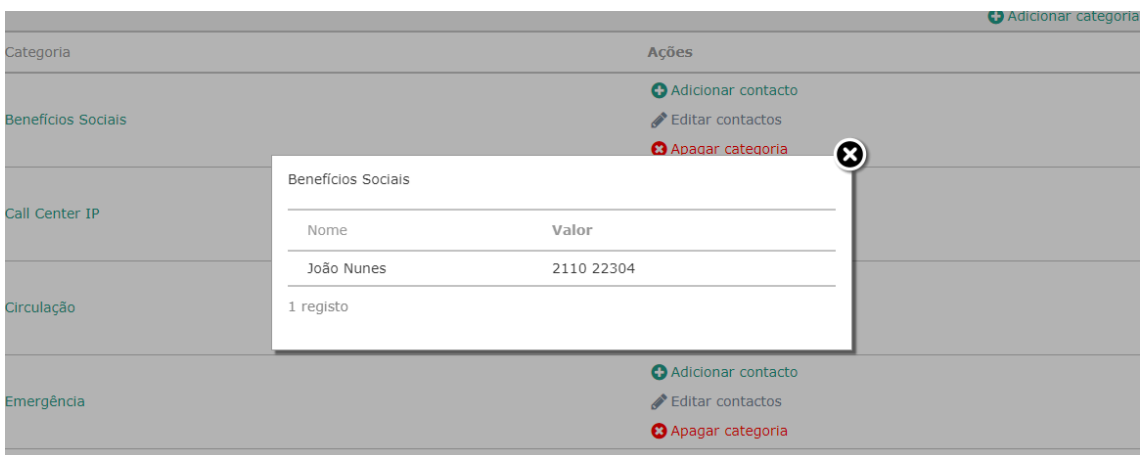 Adicionar categoria
Categoria Ações
Adicionar contacto
Benefícios Sociais Editar contactos
Apagar categoria
Benefícios Sociais
Call Center IP
Nome Valor
João Nunes 2110 22304
Circulação
1 registo
Adicionar contacto
Emergência Editar contactos
Apagar categoria